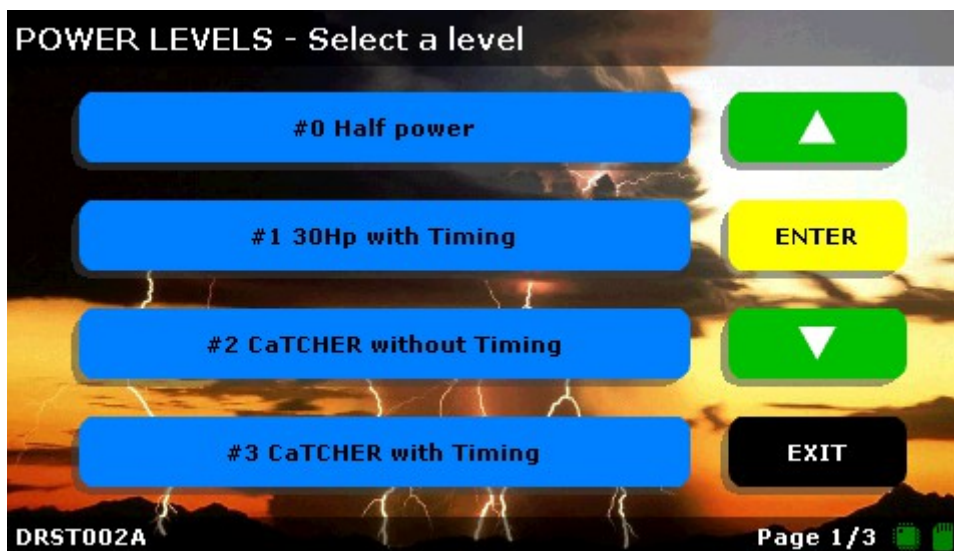 POWER LEVELS - Select a level
#0 Half power
#1 30Hp with Timing
ENTER
#2 CaTCHER without Timing
#3 CaTCHER with Timing
EXIT
DRST002A
Page 1/3